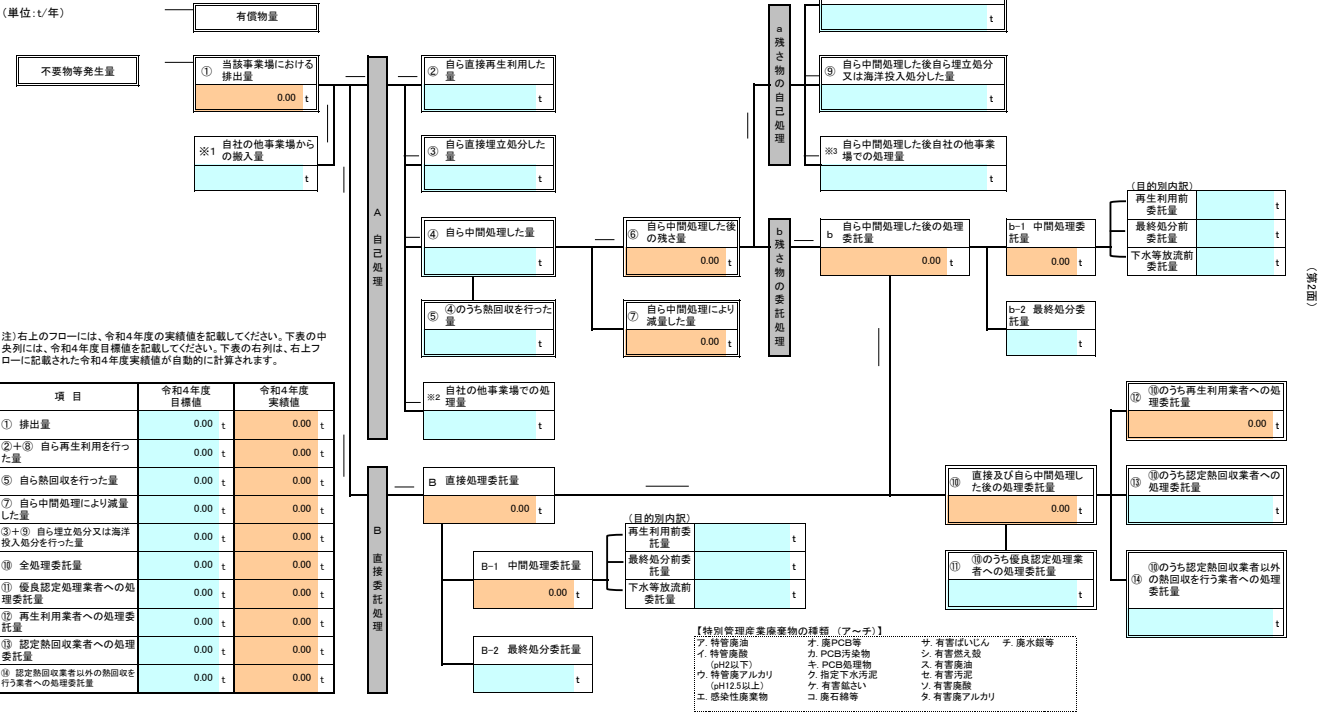 (単位:t/年)
有償物量
不要物等発生量
① 当該事業場における
排出量
0.00 t
※1 自社の他事業場から
の搬入量
t
A 自己処理
② 自ら直接再生利用した
量
t
③ 自ら直接埋立処分した
量
t
④ 自ら中間処理した量
t
⑤ ④のうち熱回収を行った
量
t
※2 自社の他事業場での処
理量
t
⑥ 自ら中間処理した後
の残さ量
0.00 t
⑦ 自ら中間処理により
減量した量
0.00 t
a 残さ物の自己処理
t
⑨ 自ら中間処理した後自ら埋立処分
又は海洋投入処分した量
t
※3 自ら中間処理した後自社の他事業
場での処理量
t
b 残さ物の委託処理
b 自ら中間処理した後の処理
委託量
0.00 t
b-1 中間処理委
託量
0.00 t
(目的別内訳)
再生利用前
委託量
t
最終処分前
委託量
t
下水等放流前
委託量
t
b-2 最終処分委
託量
t
(第2面)
注)右上のフローには、令和4年度の実績値を記載してください。下表の中
央列には、令和4年度目標値を記載してください。下表の右列は、右上フ
ローに記載された令和4年度実績値が自動的に計算されます。
項 目 令和4年度
目標値 令和4年度
実績値
① 排出量 0.00 t 0.00 t
②+⑧ 自ら再生利用を行っ
た量 0.00 t 0.00 t
⑤ 自ら熱回収を行った量 0.00 t 0.00 t
⑦ 自ら中間処理により減量
した量 0.00 t 0.00 t
③+⑨ 自ら埋立処分又は海洋
投入処分を行った量 0.00 t 0.00 t
⑩ 全処理委託量 0.00 t 0.00 t
⑪ 優良認定処理業者への処
理委託量 0.00 t 0.00 t
⑫ 再生利用業者への処理委
託量 0.00 t 0.00 t
⑬ 認定熱回収業者への処理
委託量 0.00 t 0.00 t
⑭ 認定熱回収業者以外の熱回収を
行う業者への処理委託量 0.00 t 0.00 t
B 直接委託処理
B 直接処理委託量
0.00 t
B-1 中間処理委託量
0.00 t
(目的別内訳)
再生利用前委
託量
t
最終処分前委
託量
t
下水等放流前
委託量
t
B-2 最終処分委託量
t
⑩ 直接及び自ら中間処理し
た後の処理委託量
0.00 t
⑪ ⑩のうち優良認定処理業
者への処理委託量
t
⑫ ⑩のうち再生利用業者への処
理委託量
0.00 t
⑬ ⑩のうち認定熱回収業者への
処理委託量
t
⑭ ⑩のうち認定熱回収業者以外
の熱回収を行う業者への処理
委託量
t
【特別管理産業廃棄物の種類 (ア~チ)】
ア. 特管廃油 オ. 廃PCB等 サ. 有害ばいじん チ. 廃水銀等
イ. 特管廃酸 カ. PCB汚染物 シ. 有害燃え殻
(pH2以下) キ. PCB処理物 ス. 有害廃油
ウ. 特管廃アルカリ ク. 指定下水汚泥 セ. 有害汚泥
(pH12.5以上) ケ. 有害鉱さい ソ. 有害廃酸
エ. 感染性廃棄物 コ. 廃石綿等 タ. 有害廃アルカリ